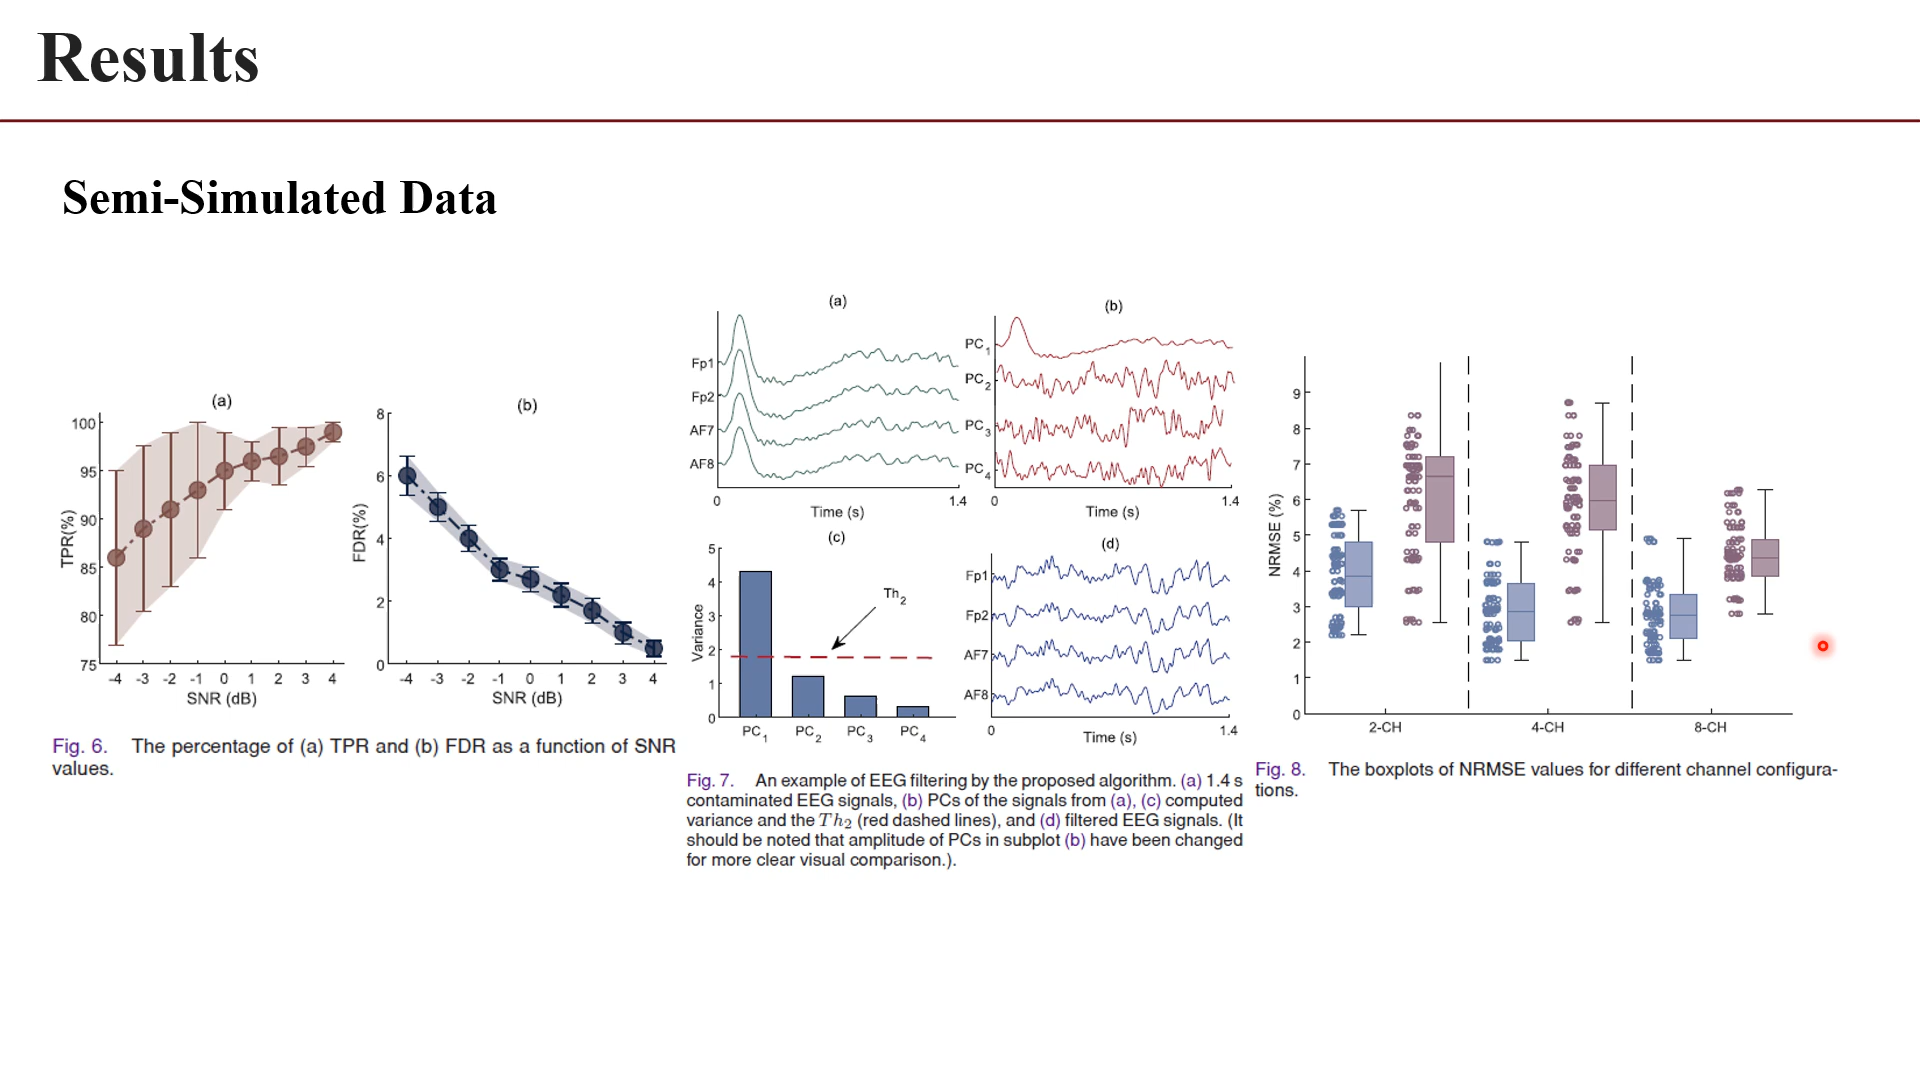 Results
Semi-Simulated Data
(a)
TPR(%)
100
95
90
85
80
75
-4 -3 -2 -1 0 1 2 3 4
SNR (dB)
(b)
FDR(%)
8
6
4
2
0
-4 -3 -2 -1 0 1 2 3 4
SNR (dB)
Fig. 6. The percentage of (a) TPR and (b) FDR as a function of SNR
values.
(a)
Fp1
Fp2
AF7
AF8
0 1.4
Time (s)
(b)
PC1
PC2
PC3
PC4
0 1.4
Time (s)
(c)
Variance
5
4
3
2
1
0
Th2
PC1 PC2 PC3 PC4
(d)
Fp1
Fp2
AF7
AF8
0 1.4
Time (s)
Fig. 7. An example of EEG filtering by the proposed algorithm. (a) 1.4 s
contaminated EEG signals, (b) PCs of the signals from (a), (c) computed
variance and the Th2 (red dashed lines), and (d) filtered EEG signals. (It
should be noted that amplitude of PCs in subplot (b) have been changed
for more clear visual comparison.).
NRMSE (%)
9
8
7
6
5
4
3
2
1
0
2-CH 4-CH 8-CH
Fig. 8. The boxplots of NRMSE values for different channel configura-
tions.